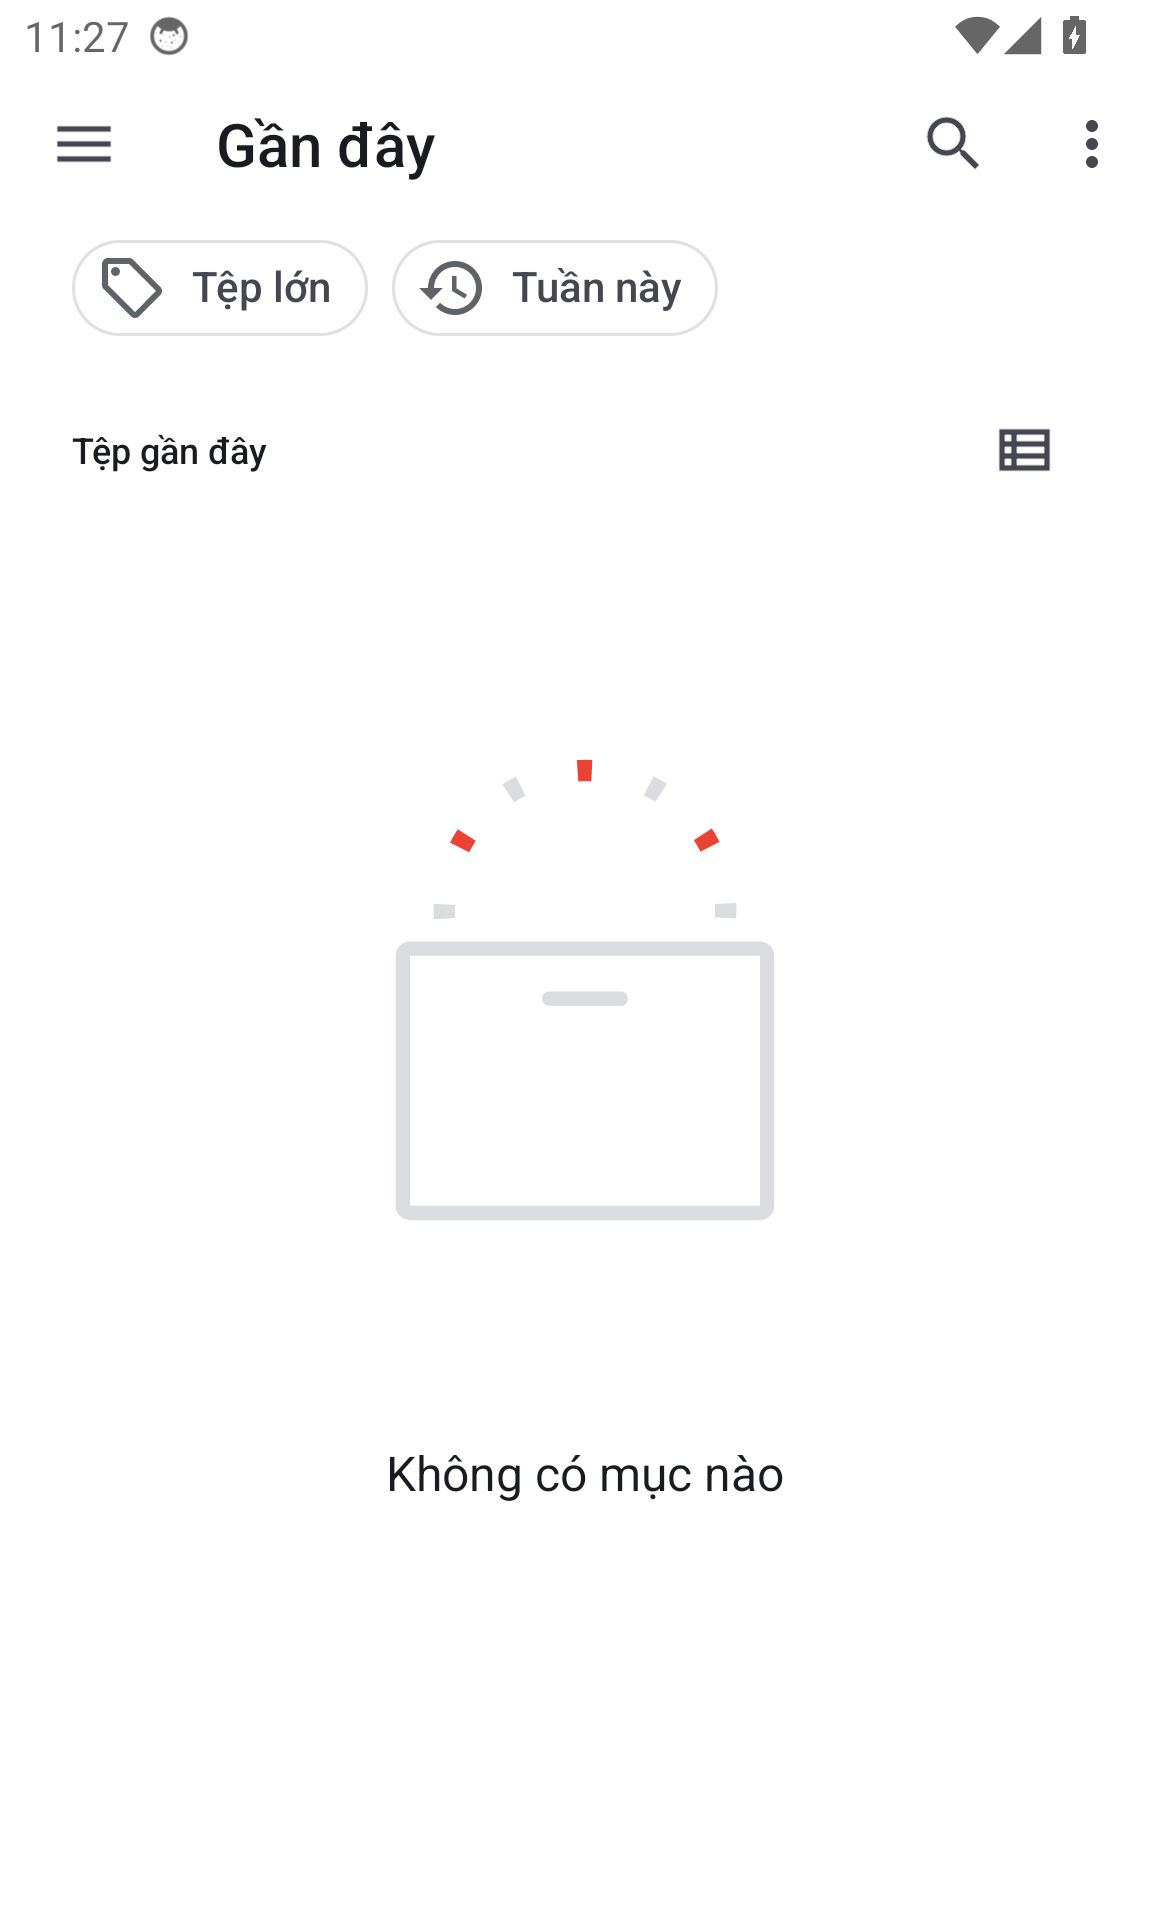 11:27
Gần đây
Tệp lớn
Tuần này
Tệp gần đây
Không có mục nào